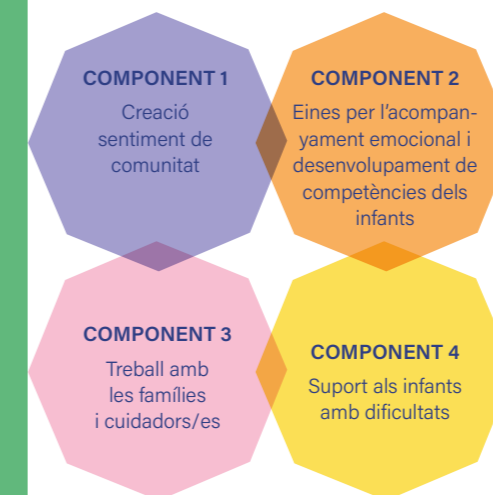 COMPONENT 1
Creació
sentiment de
comunitat
COMPONENT 2
Eines per l’acompan-
yament emocional i
desenvolupament de
competències dels
infants
COMPONENT 3
Treball amb
les famílies
i cuidadors/es
COMPONENT 4
Suport als infants
amb dificultats